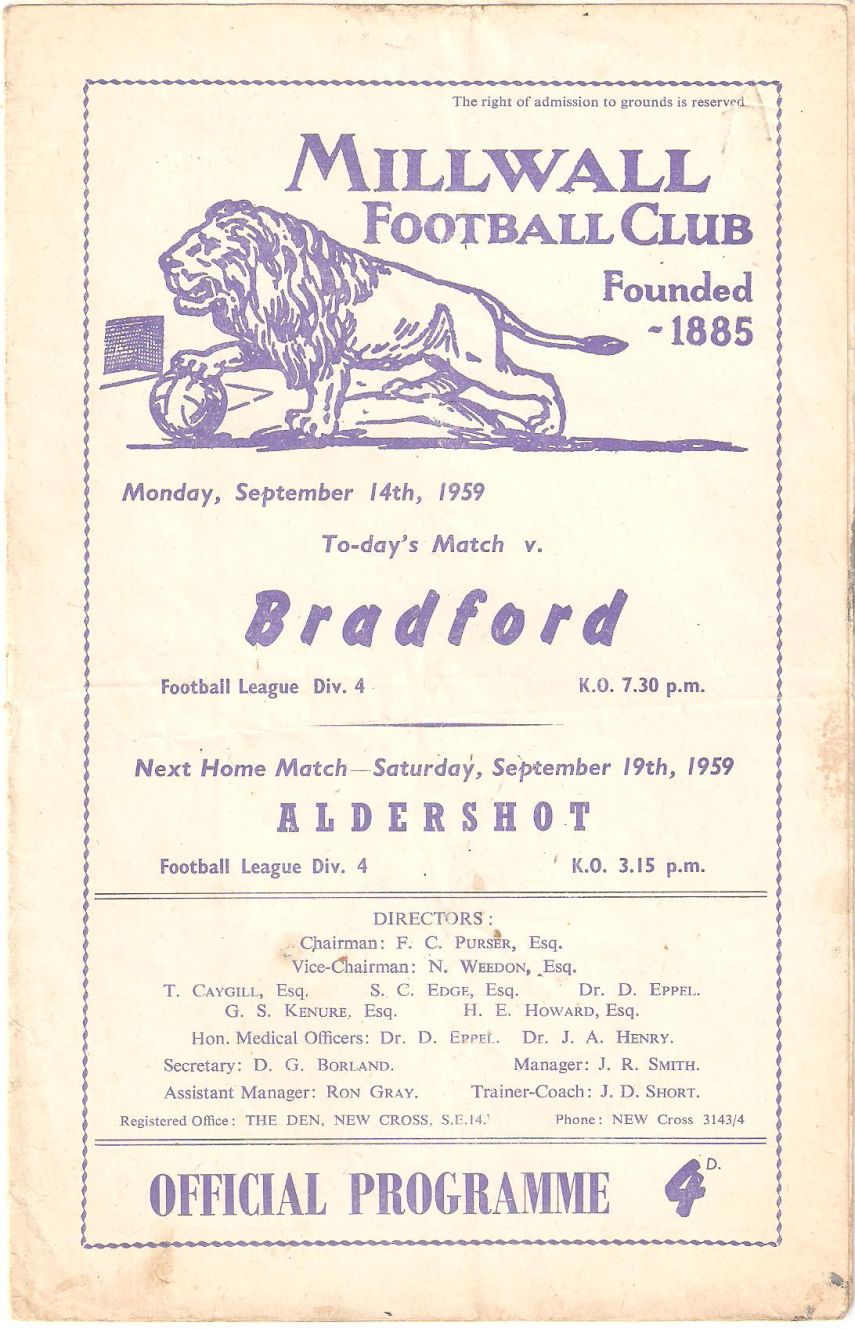 The right of admission to grounds is reserved
MILLWALL
FOOTBALL CLUB
Founded
-1885
Monday, September 14th, 1959
To-day's Match v.
Bradford
Football League Div. 4 K.O. 7.30 p.m.
Next Home Match—Saturday, September 19th, 1959
ALDERSHOT
Football League Div. 4 K.O. 3.15 p.m.
DIRECTORS:
Chairman: F. C. PURSER, Esq.
Vice-Chairman: N. WEEDON, Esq.
T. CAYGILL, Esq. S. C. EDGE, Esq. Dr. D. EPPEL.
G. S. KENURE, Esq. H. E. HOWARD, Esq.
Hon. Medical Officers: Dr. D. EPPEL. Dr. J. A. HENRY.
Secretary: D. G. BORLAND. Manager: J. R. SMITH.
Assistant Manager: RON GRAY. Trainer-Coach: J. D. SHORT.
Registered Office: THE DEN, NEW CROSS, S.E.14. Phone: NEW Cross 3143/4
OFFICIAL PROGRAMME 4D.